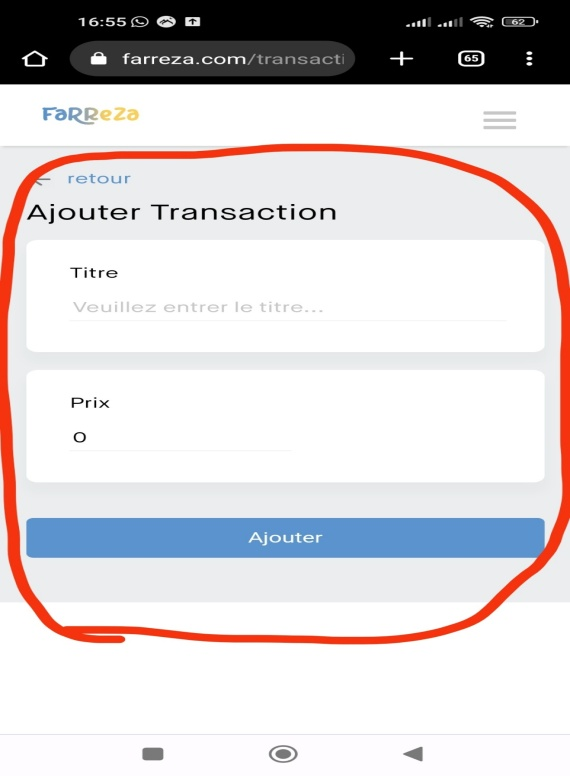 16:55
62
farreza.com/transacti
65
FaRReza
retour
Ajouter Transaction
Titre
Veuillez entrer le titre...
Prix
0
Ajouter